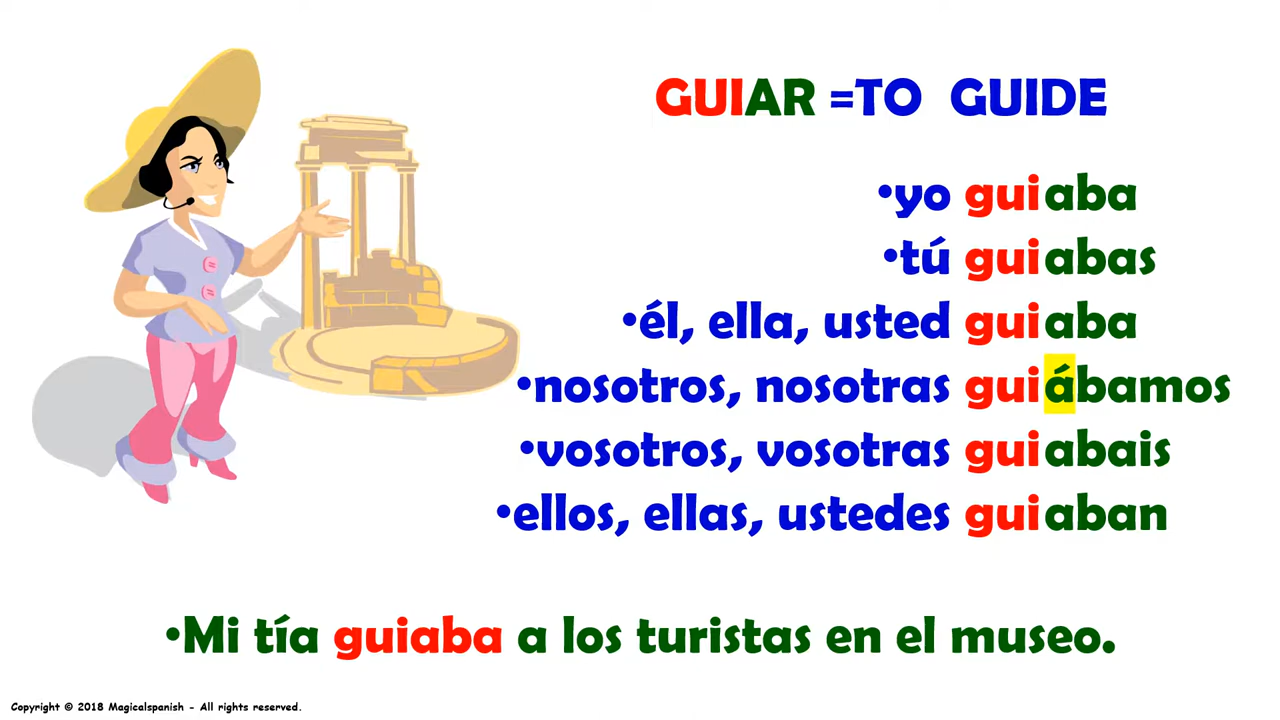 GUIAR =TO GUIDE
•yo guiaba
•tú guiabas
•él, ella, usted guiaba
•nosotros, nosotras guiábamos
•vosotros, vosotras guiabais
•ellos, ellas, ustedes guiaban
•Mi tía guiaba a los turistas en el museo.
Copyright © 2018 Magicalspanish - All rights reserved.